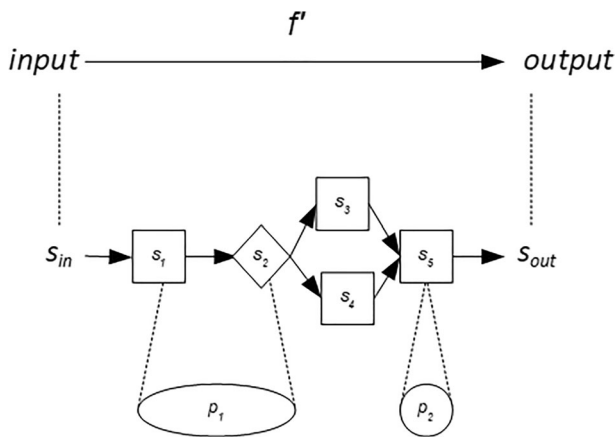 f'
input output
s_in s_1 s_2 s_3 s_4 s_5 s_out
p_1 p_2